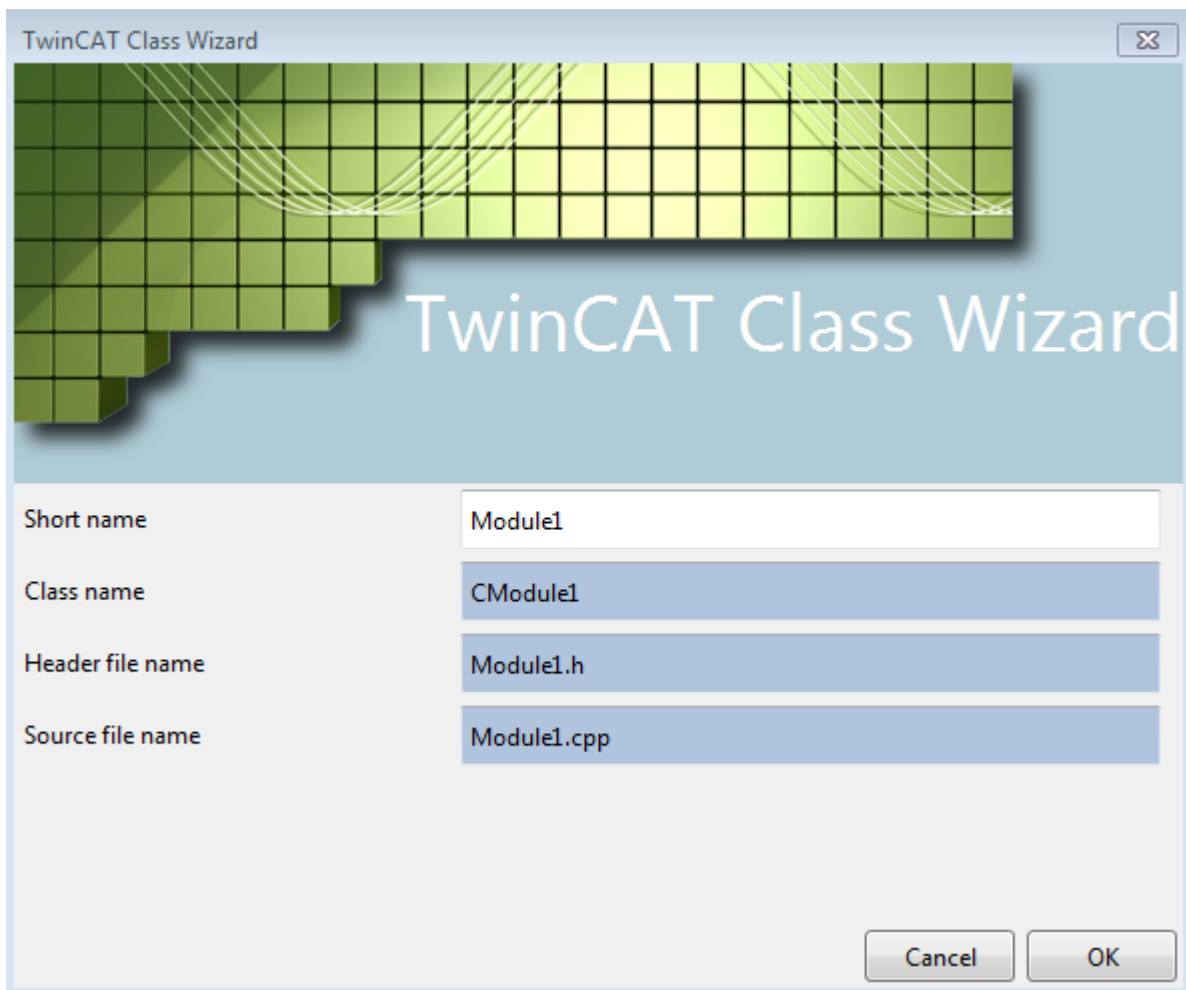 TwinCAT Class Wizard
TwinCAT Class Wizard
Short name Module1
Class name CModule1
Header file name Module1.h
Source file name Module1.cpp
Cancel OK